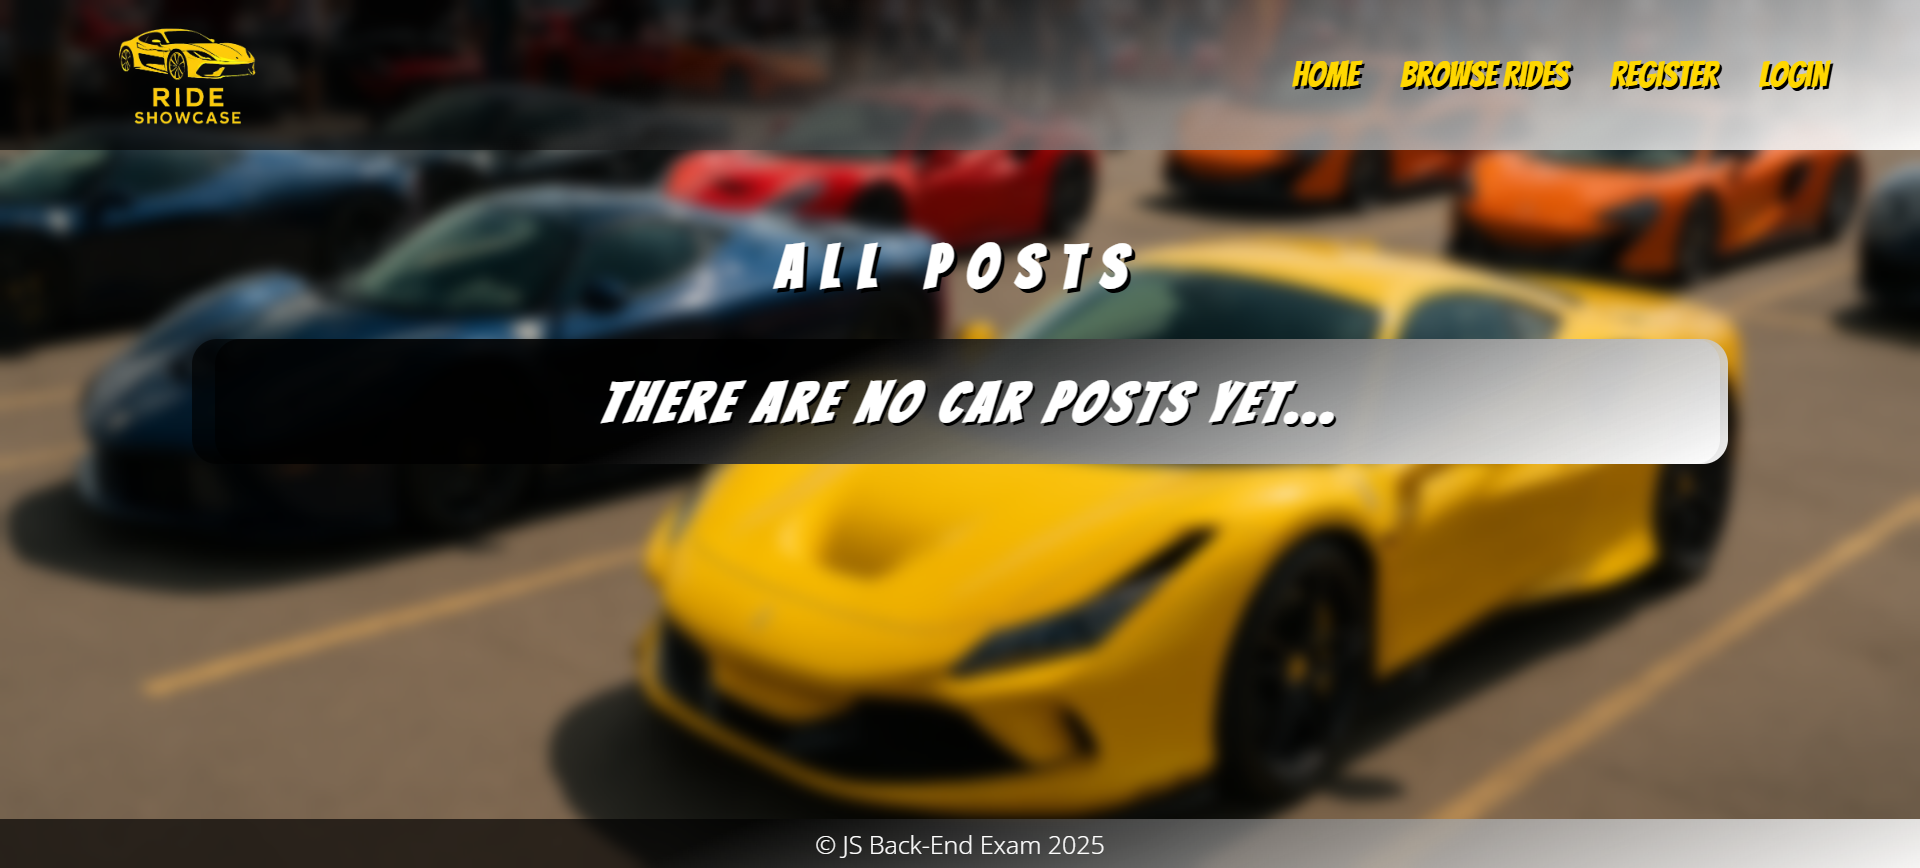 RIDE
SHOWCASE
HOME BROWSE RIDES REGISTER LOGIN
ALL POSTS
THERE ARE NO CAR POSTS YET...
© JS Back-End Exam 2025